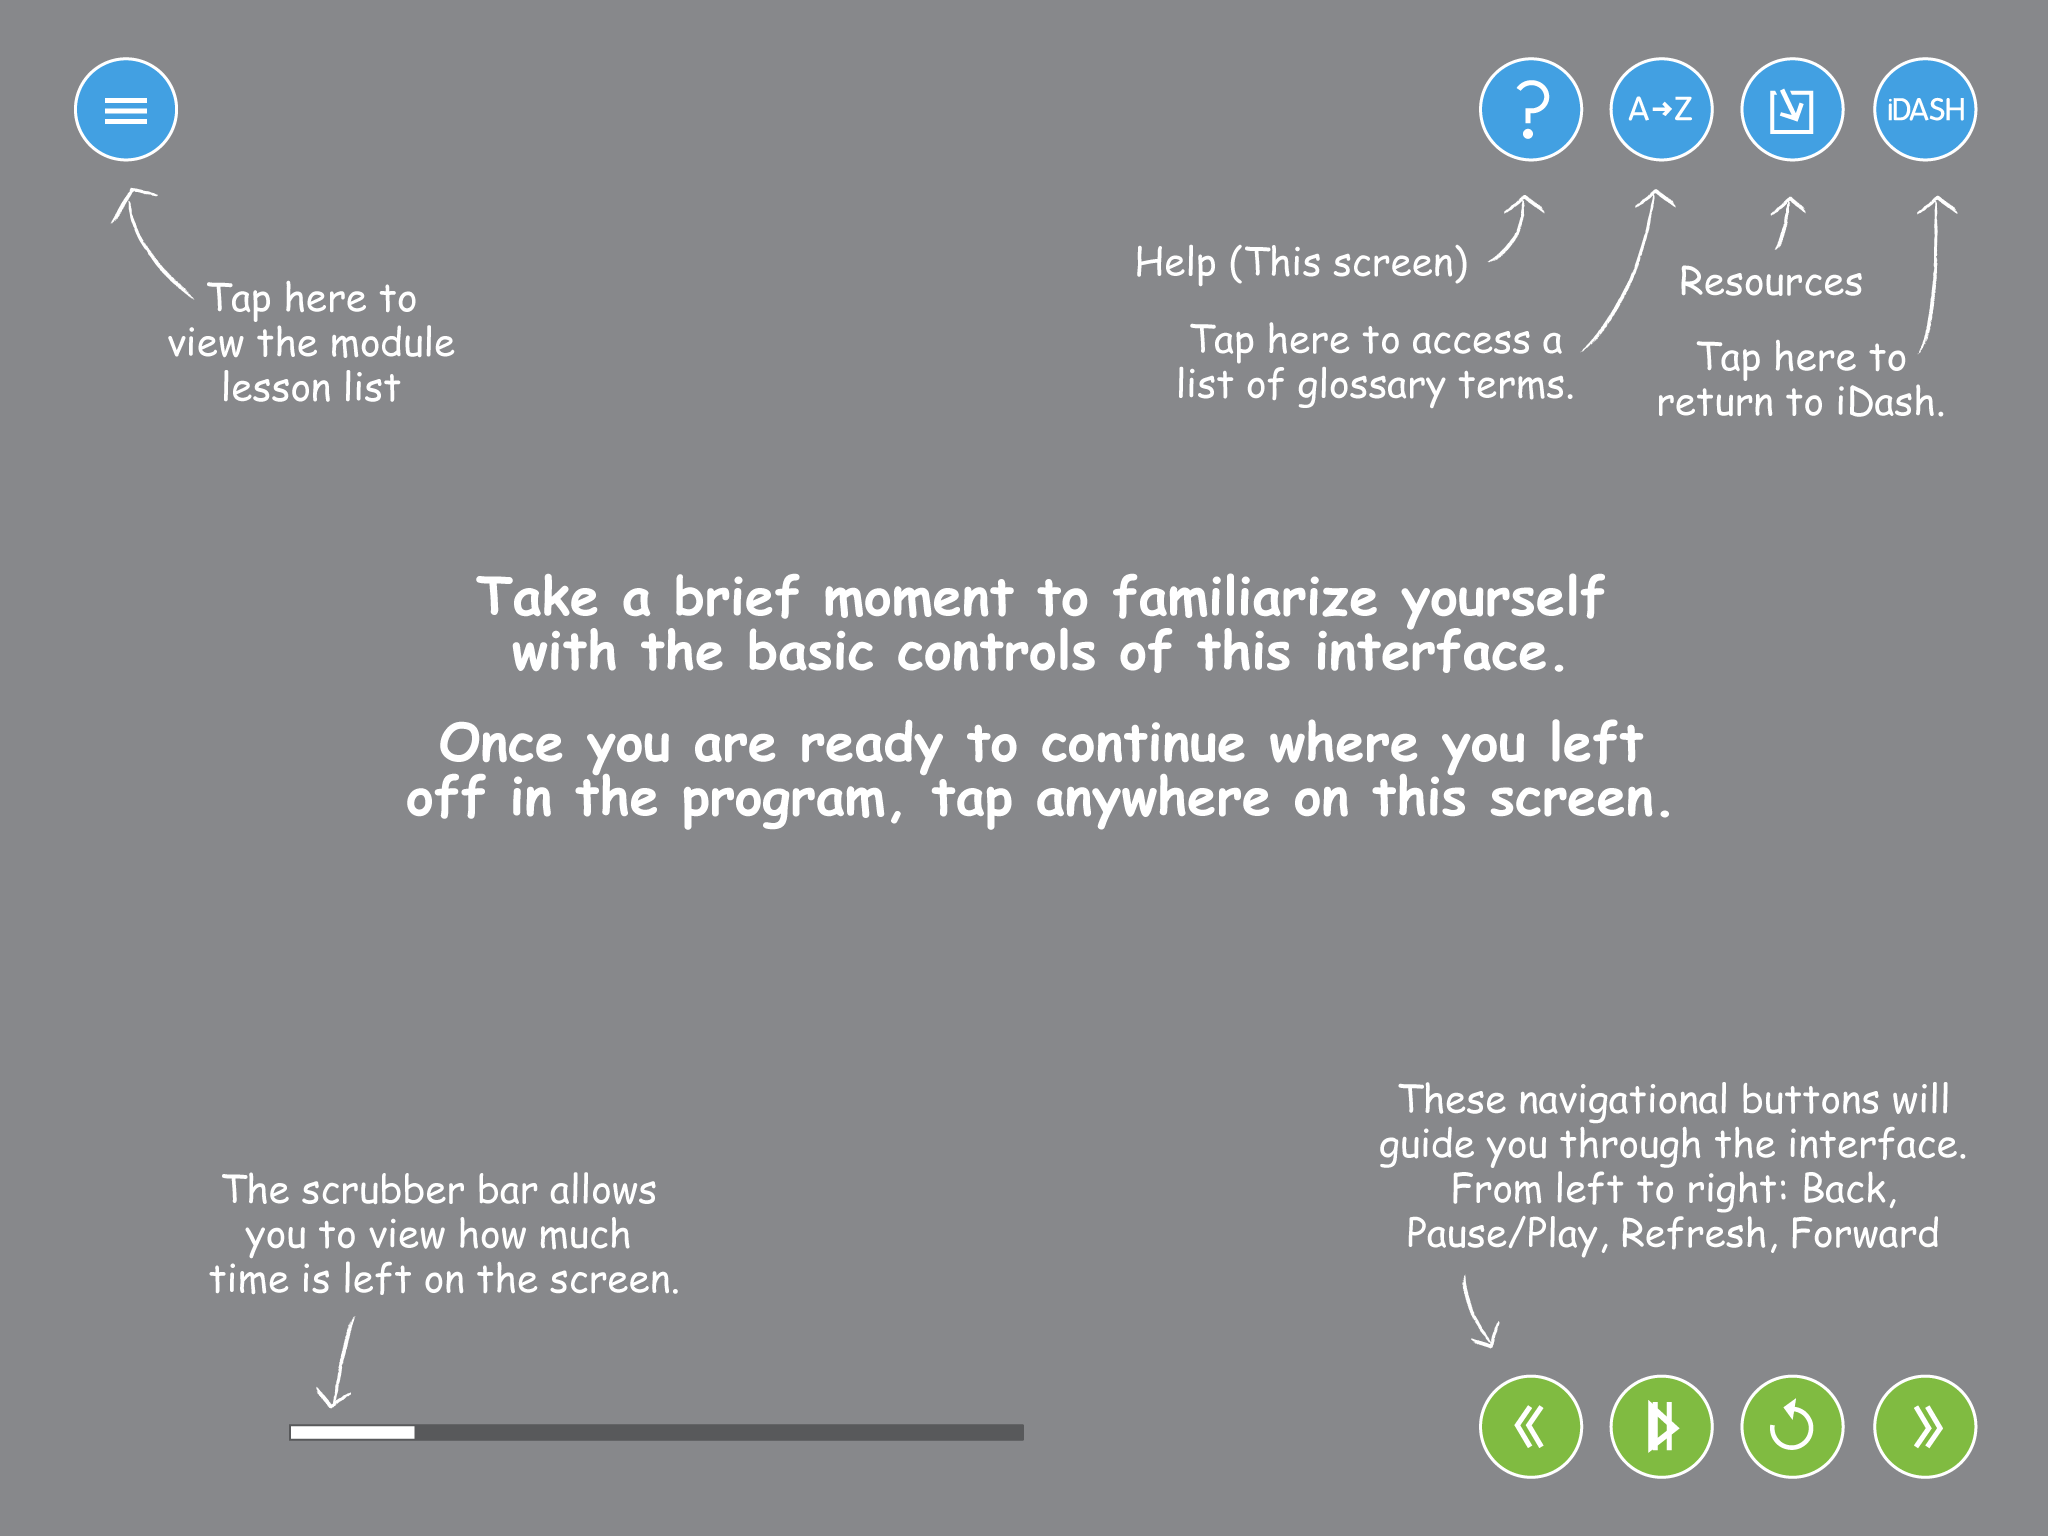 ?
A→Z
iDASH
Help (This screen)
Resources
Tap here to
view the module
lesson list
Tap here to access a
list of glossary terms.
Tap here to
return to iDash.
Take a brief moment to familiarize yourself
with the basic controls of this interface.
Once you are ready to continue where you left
off in the program, tap anywhere on this screen.
The scrubber bar allows
you to view how much
time is left on the screen.
These navigational buttons will
guide you through the interface.
From left to right: Back,
Pause/Play, Refresh, Forward